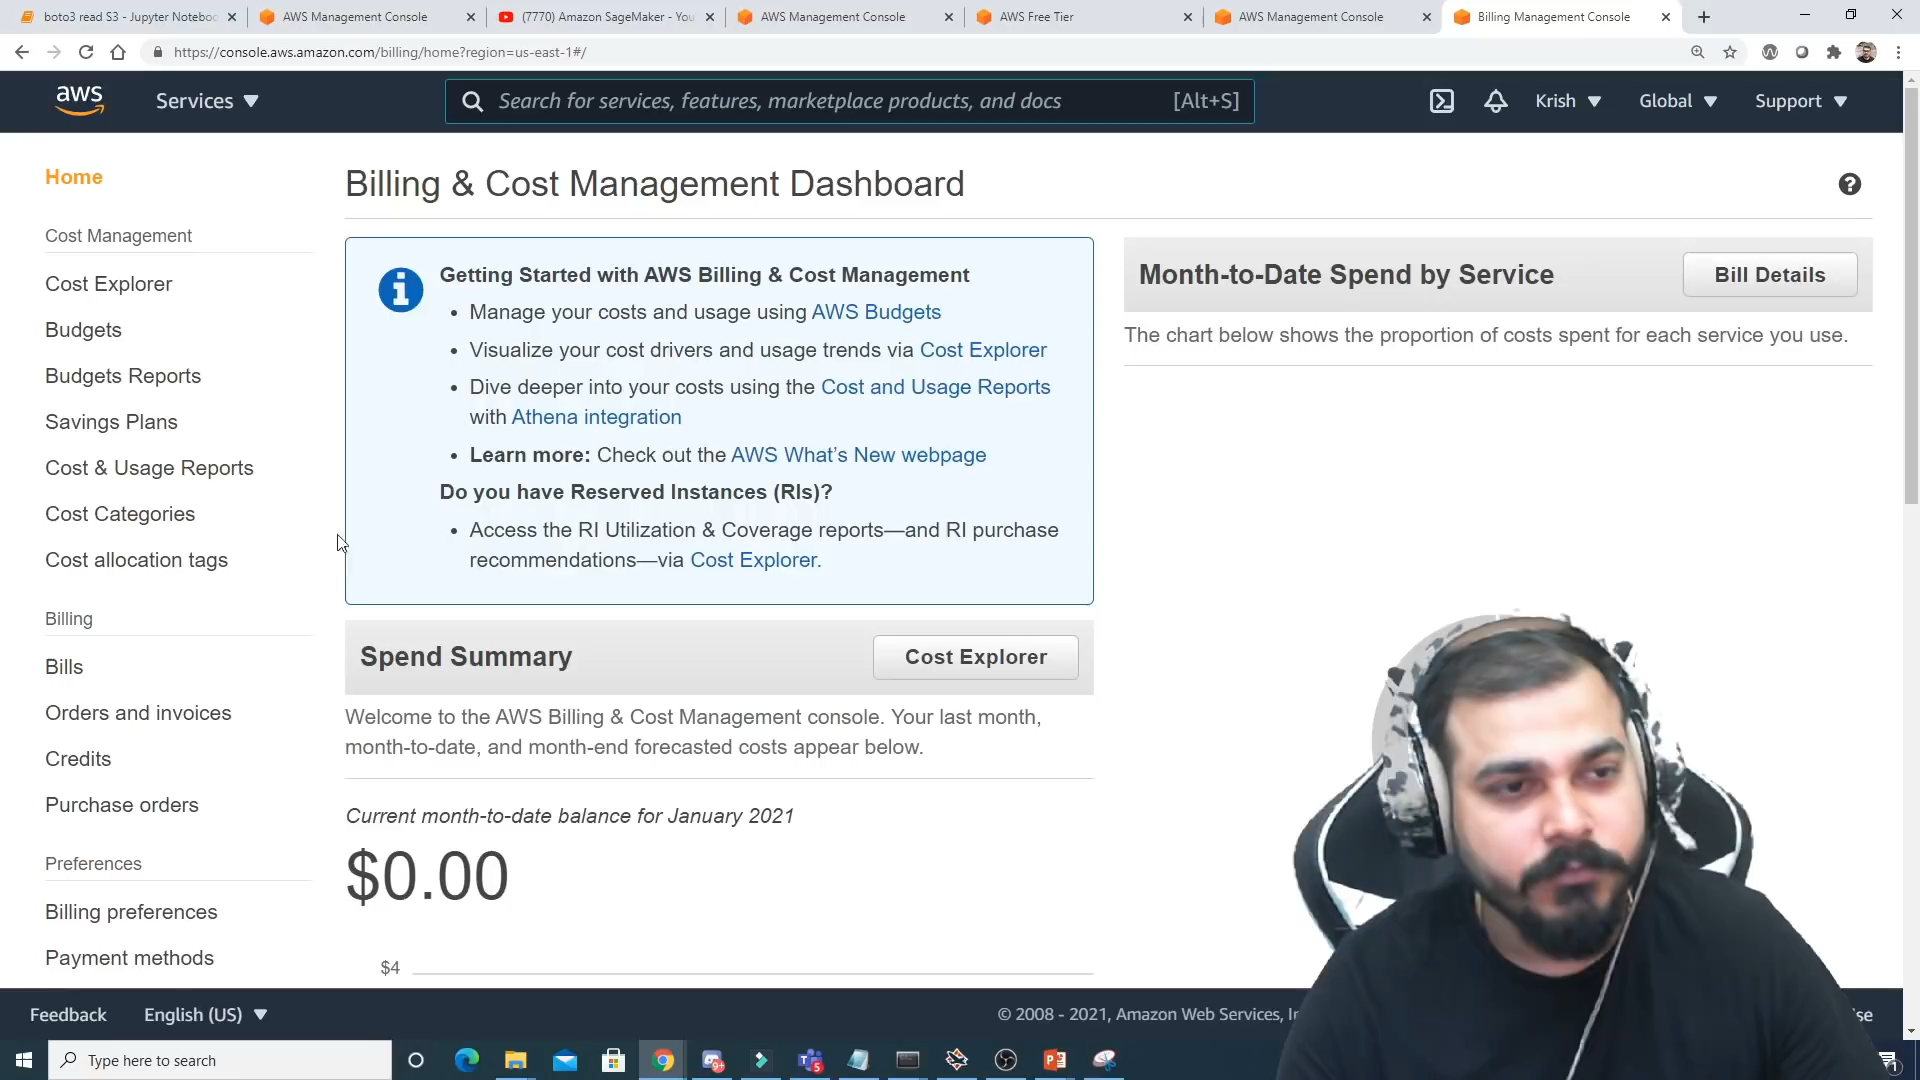 boto3 read S3 - Jupyter Noteboo
AWS Management Console
(7770) Amazon SageMaker - You
AWS Management Console
AWS Free Tier
AWS Management Console
Billing Management Console
https://console.aws.amazon.com/billing/home?region=us-east-1#/
aws
Services
Search for services, features, marketplace products, and docs
[Alt+S]
Krish
Global
Support
Home
Cost Management
Cost Explorer
Budgets
Budgets Reports
Savings Plans
Cost & Usage Reports
Cost Categories
Cost allocation tags
Billing
Bills
Orders and invoices
Credits
Purchase orders
Preferences
Billing preferences
Payment methods
Billing & Cost Management Dashboard
Getting Started with AWS Billing & Cost Management
• Manage your costs and usage using AWS Budgets
• Visualize your cost drivers and usage trends via Cost Explorer
• Dive deeper into your costs using the Cost and Usage Reports
with Athena integration
• Learn more: Check out the AWS What's New webpage
Do you have Reserved Instances (RIs)?
• Access the RI Utilization & Coverage reports—and RI purchase
recommendations—via Cost Explorer.
Month-to-Date Spend by Service
Bill Details
The chart below shows the proportion of costs spent for each service you use.
Spend Summary
Cost Explorer
Welcome to the AWS Billing & Cost Management console. Your last month,
month-to-date, and month-end forecasted costs appear below.
Current month-to-date balance for January 2021
$0.00
$4
Feedback
English (US)
© 2008 - 2021, Amazon Web Services, In
se
Type here to search